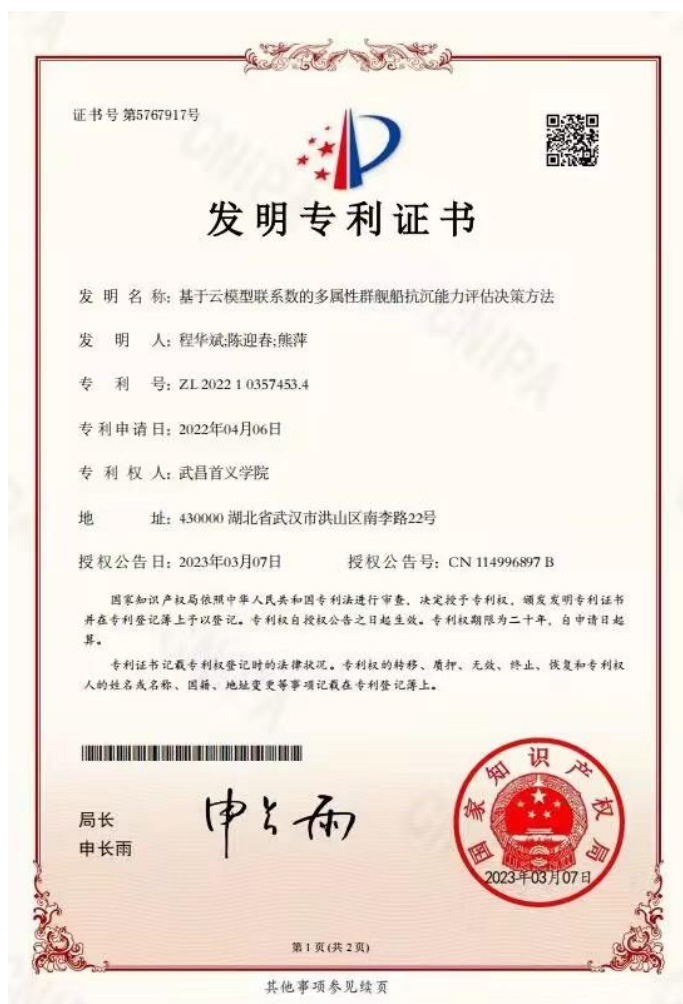 证书号第5767917号
发明专利证书
发明名称：基于云模型联系数的多属性群舰船抗沉能力评估决策方法
发明人：程华斌;陈迎春;熊萍
专利号：ZL 2022 1 0357453.4
专利申请日：2022年04月06日
专利权人：武昌首义学院
地址：430000 湖北省武汉市洪山区南李路22号
授权公告日：2023年03月07日 授权公告号：CN 114996897 B
国家知识产权局依照中华人民共和国专利法进行审查，决定授予专利权，颁发发明专利证书
并在专利登记簿上予以登记。专利权自授权公告之日起生效。专利权期限为二十年，自申请日起
算。
专利证书记载专利权登记时的法律状况。专利权的转移、质押、无效、终止、恢复和专利权
人的姓名或名称、国籍、地址变更等事项记载在专利登记簿上。
局长
申长雨
申长雨
国家知识产权局
2023年03月07日
第1页(共2页)
其他事项参见续页
CNIPA
CNIPA
CNIPA
CNIPA